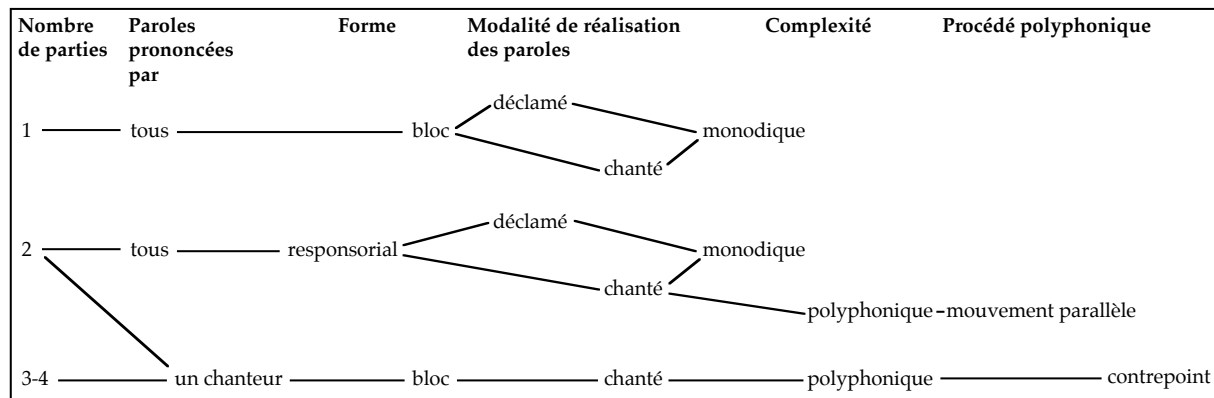 Nombre de parties Paroles prononcées par Forme Modalité de réalisation des paroles Complexité Procédé polyphonique
déclamé
1 tous bloc monodique
chanté
déclamé
2 tous responsorial monodique
chanté
polyphonique mouvement parallèle
3-4 un chanteur bloc chanté polyphonique contrepoint